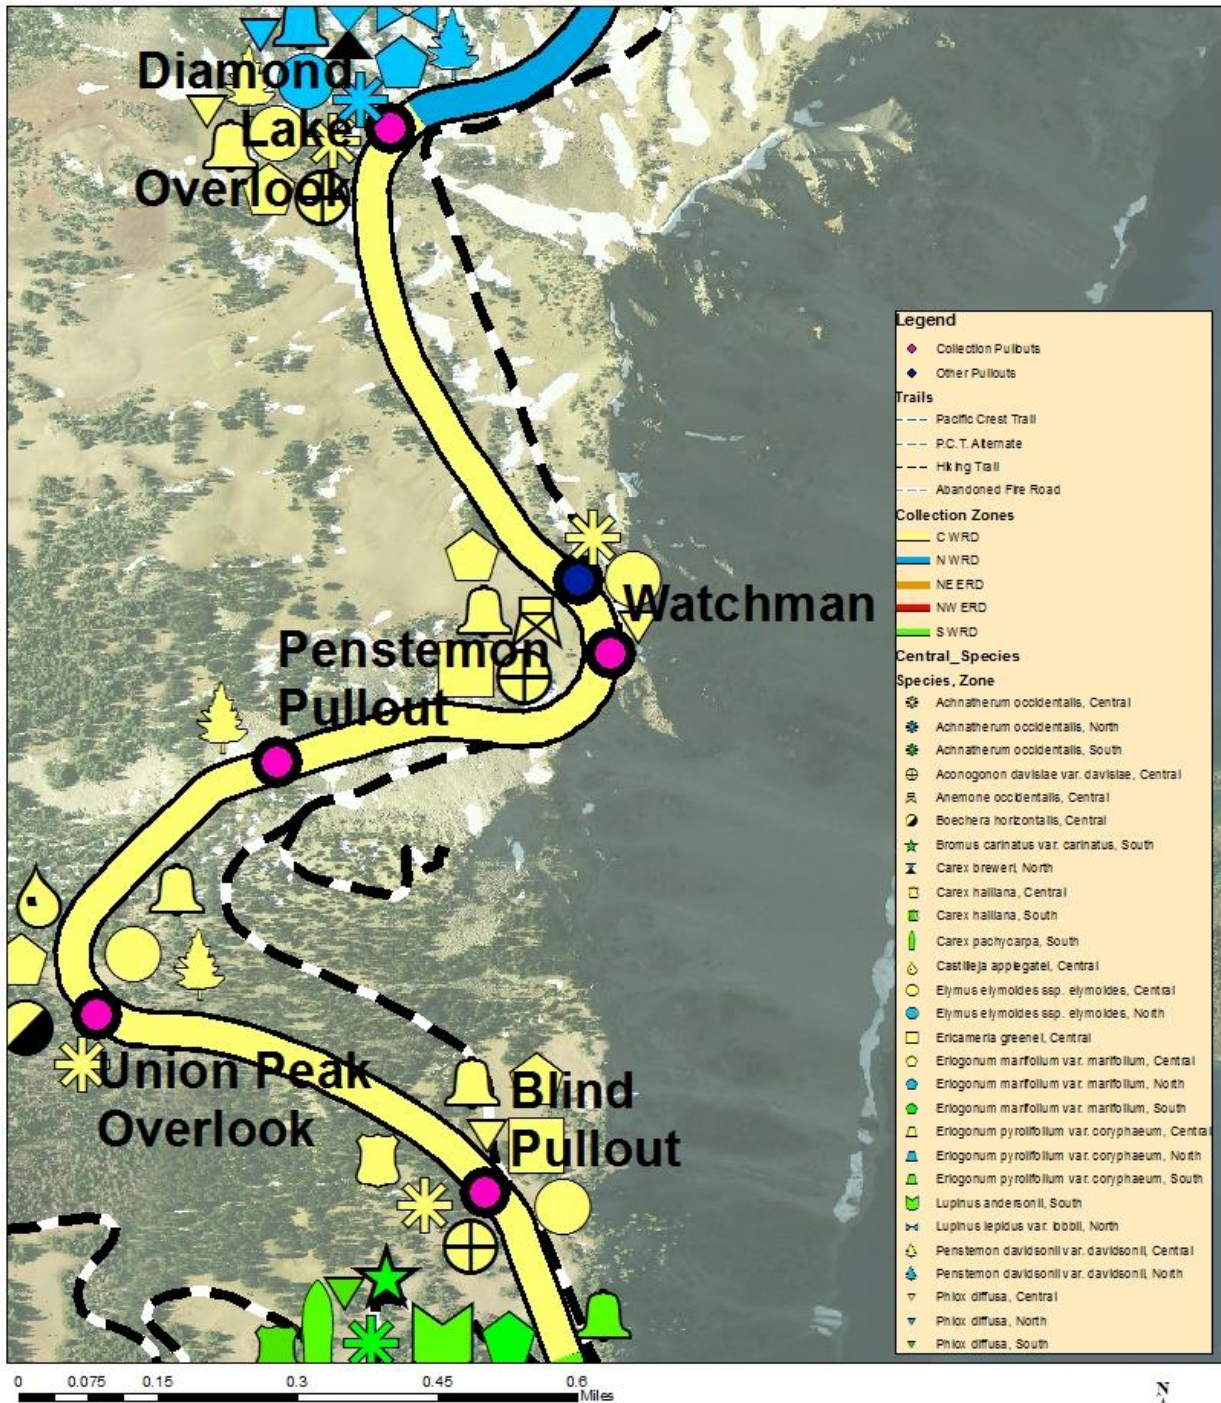 Diamond
Lake
Overlook
Watchman
Penstemon
Pullout
Union Peak
Overlook
Blind
Pullout
Legend
Collection Pullouts
Other Pullouts
Trails
Pacific Crest Trail
P.C.T. Alternate
Hiking Trail
Abandoned Fire Road
Collection Zones
C WRD
N WRD
NE ERD
NW ERD
S WRD
Central_Species
Species, Zone
Achnatherum occidentalis, Central
Achnatherum occidentalis, North
Achnatherum occidentalis, South
Aconogonon davisiae var. davisiae, Central
Anemone occidentalis, Central
Boechera horizontalis, Central
Bromus carinatus var. carinatus, South
Carex breweri, North
Carex halliana, Central
Carex halliana, South
Carex pachycarpa, South
Castilleja applegatei, Central
Elymus elymoides ssp. elymoides, Central
Elymus elymoides ssp. elymoides, North
Ericameria greenei, Central
Eriogonum marifolium var. marifolium, Central
Eriogonum marifolium var. marifolium, North
Eriogonum marifolium var. marifolium, South
Eriogonum pyrolifolium var. coryphaeum, Central
Eriogonum pyrolifolium var. coryphaeum, North
Eriogonum pyrolifolium var. coryphaeum, South
Lupinus andersonii, South
Lupinus lepidus var. lobbii, North
Penstemon davidsonii var. davidsonii, Central
Penstemon davidsonii var. davidsonii, North
Phlox diffusa, Central
Phlox diffusa, North
Phlox diffusa, South
0 0.075 0.15 0.3 0.45 0.6
Miles
N